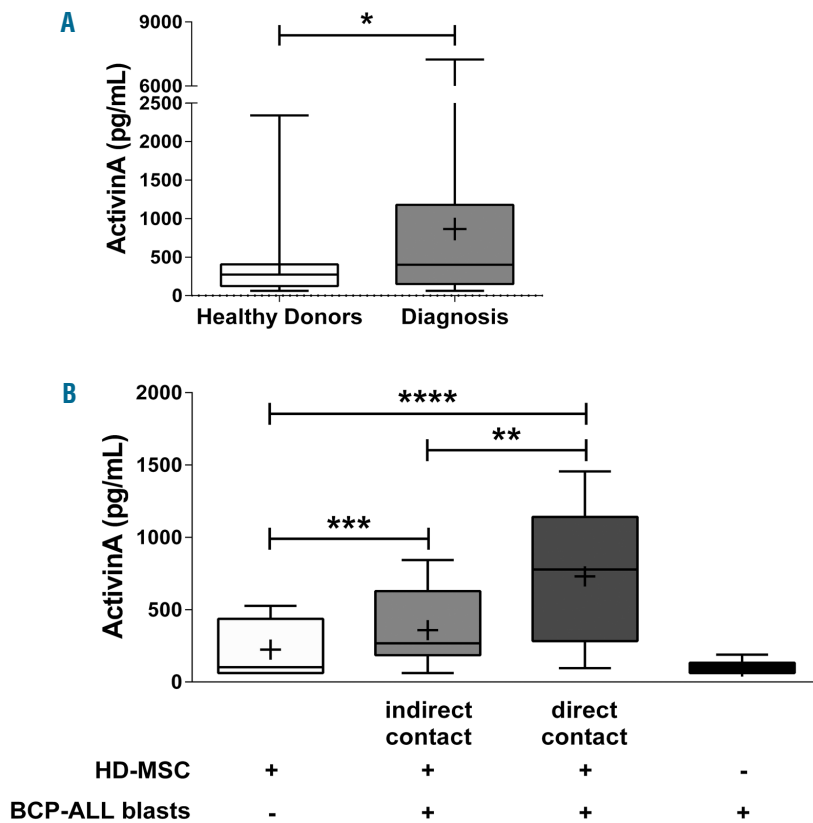 A
*
9000
6000
2500
2000
1500
1000
500
0
ActivinA (pg/mL)
Healthy Donors Diagnosis
B
2000
1500
1000
500
0
ActivinA (pg/mL)
****
**
***
indirect contact
direct contact
HD-MSC + + + -
BCP-ALL blasts - + + +